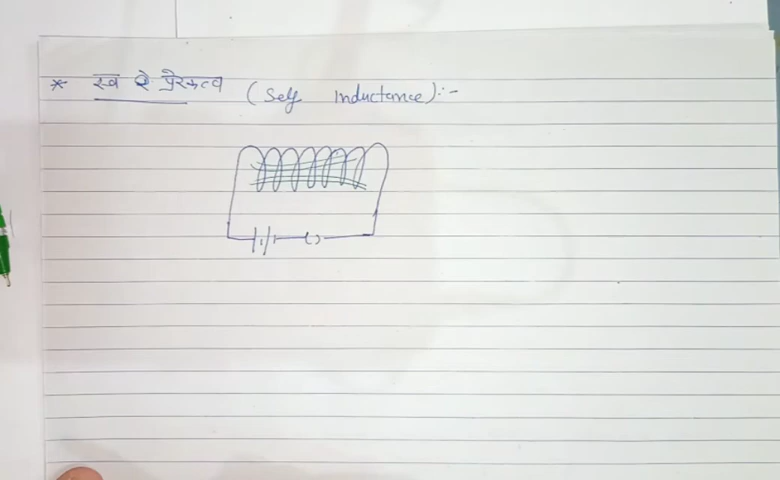 * स्व प्रेरकत्व (Self Inductance):-